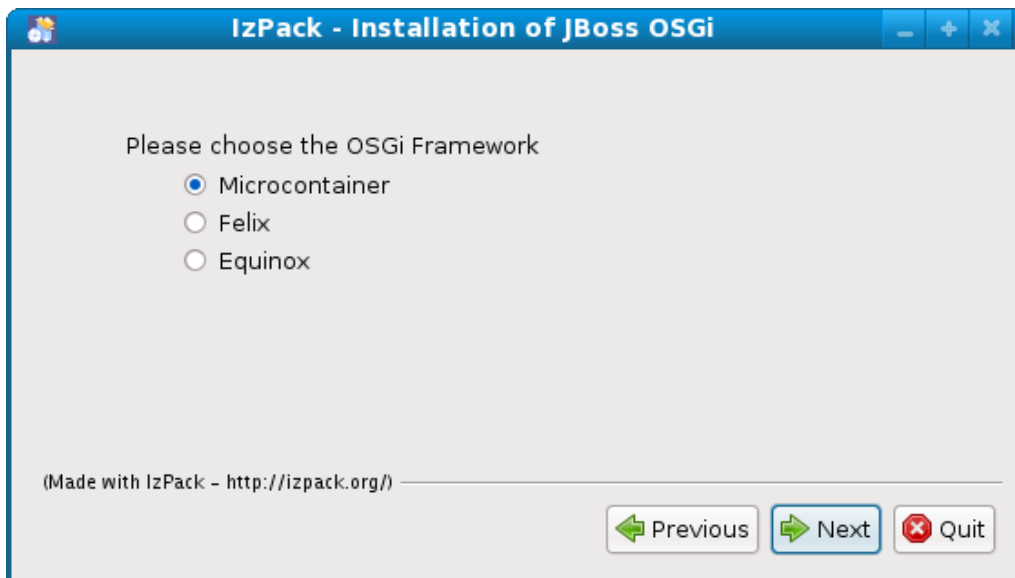 IzPack - Installation of JBoss OSGi
Please choose the OSGi Framework
Microcontainer
Felix
Equinox
(Made with IzPack - http://izpack.org/)
Previous Next Quit